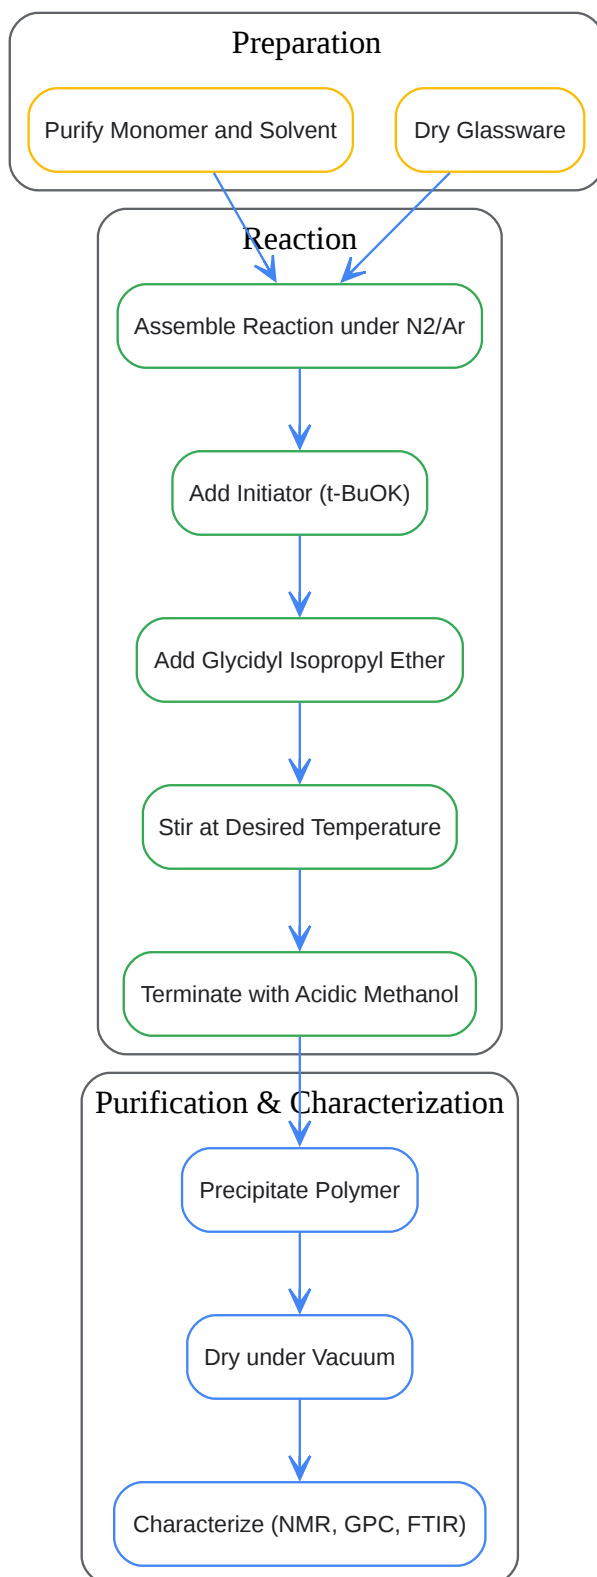 Preparation
Purify Monomer and Solvent
Dry Glassware
Reaction
Assemble Reaction under N2/Ar
Add Initiator (t-BuOK)
Add Glycidyl Isopropyl Ether
Stir at Desired Temperature
Terminate with Acidic Methanol
Purification & Characterization
Precipitate Polymer
Dry under Vacuum
Characterize (NMR, GPC, FTIR)